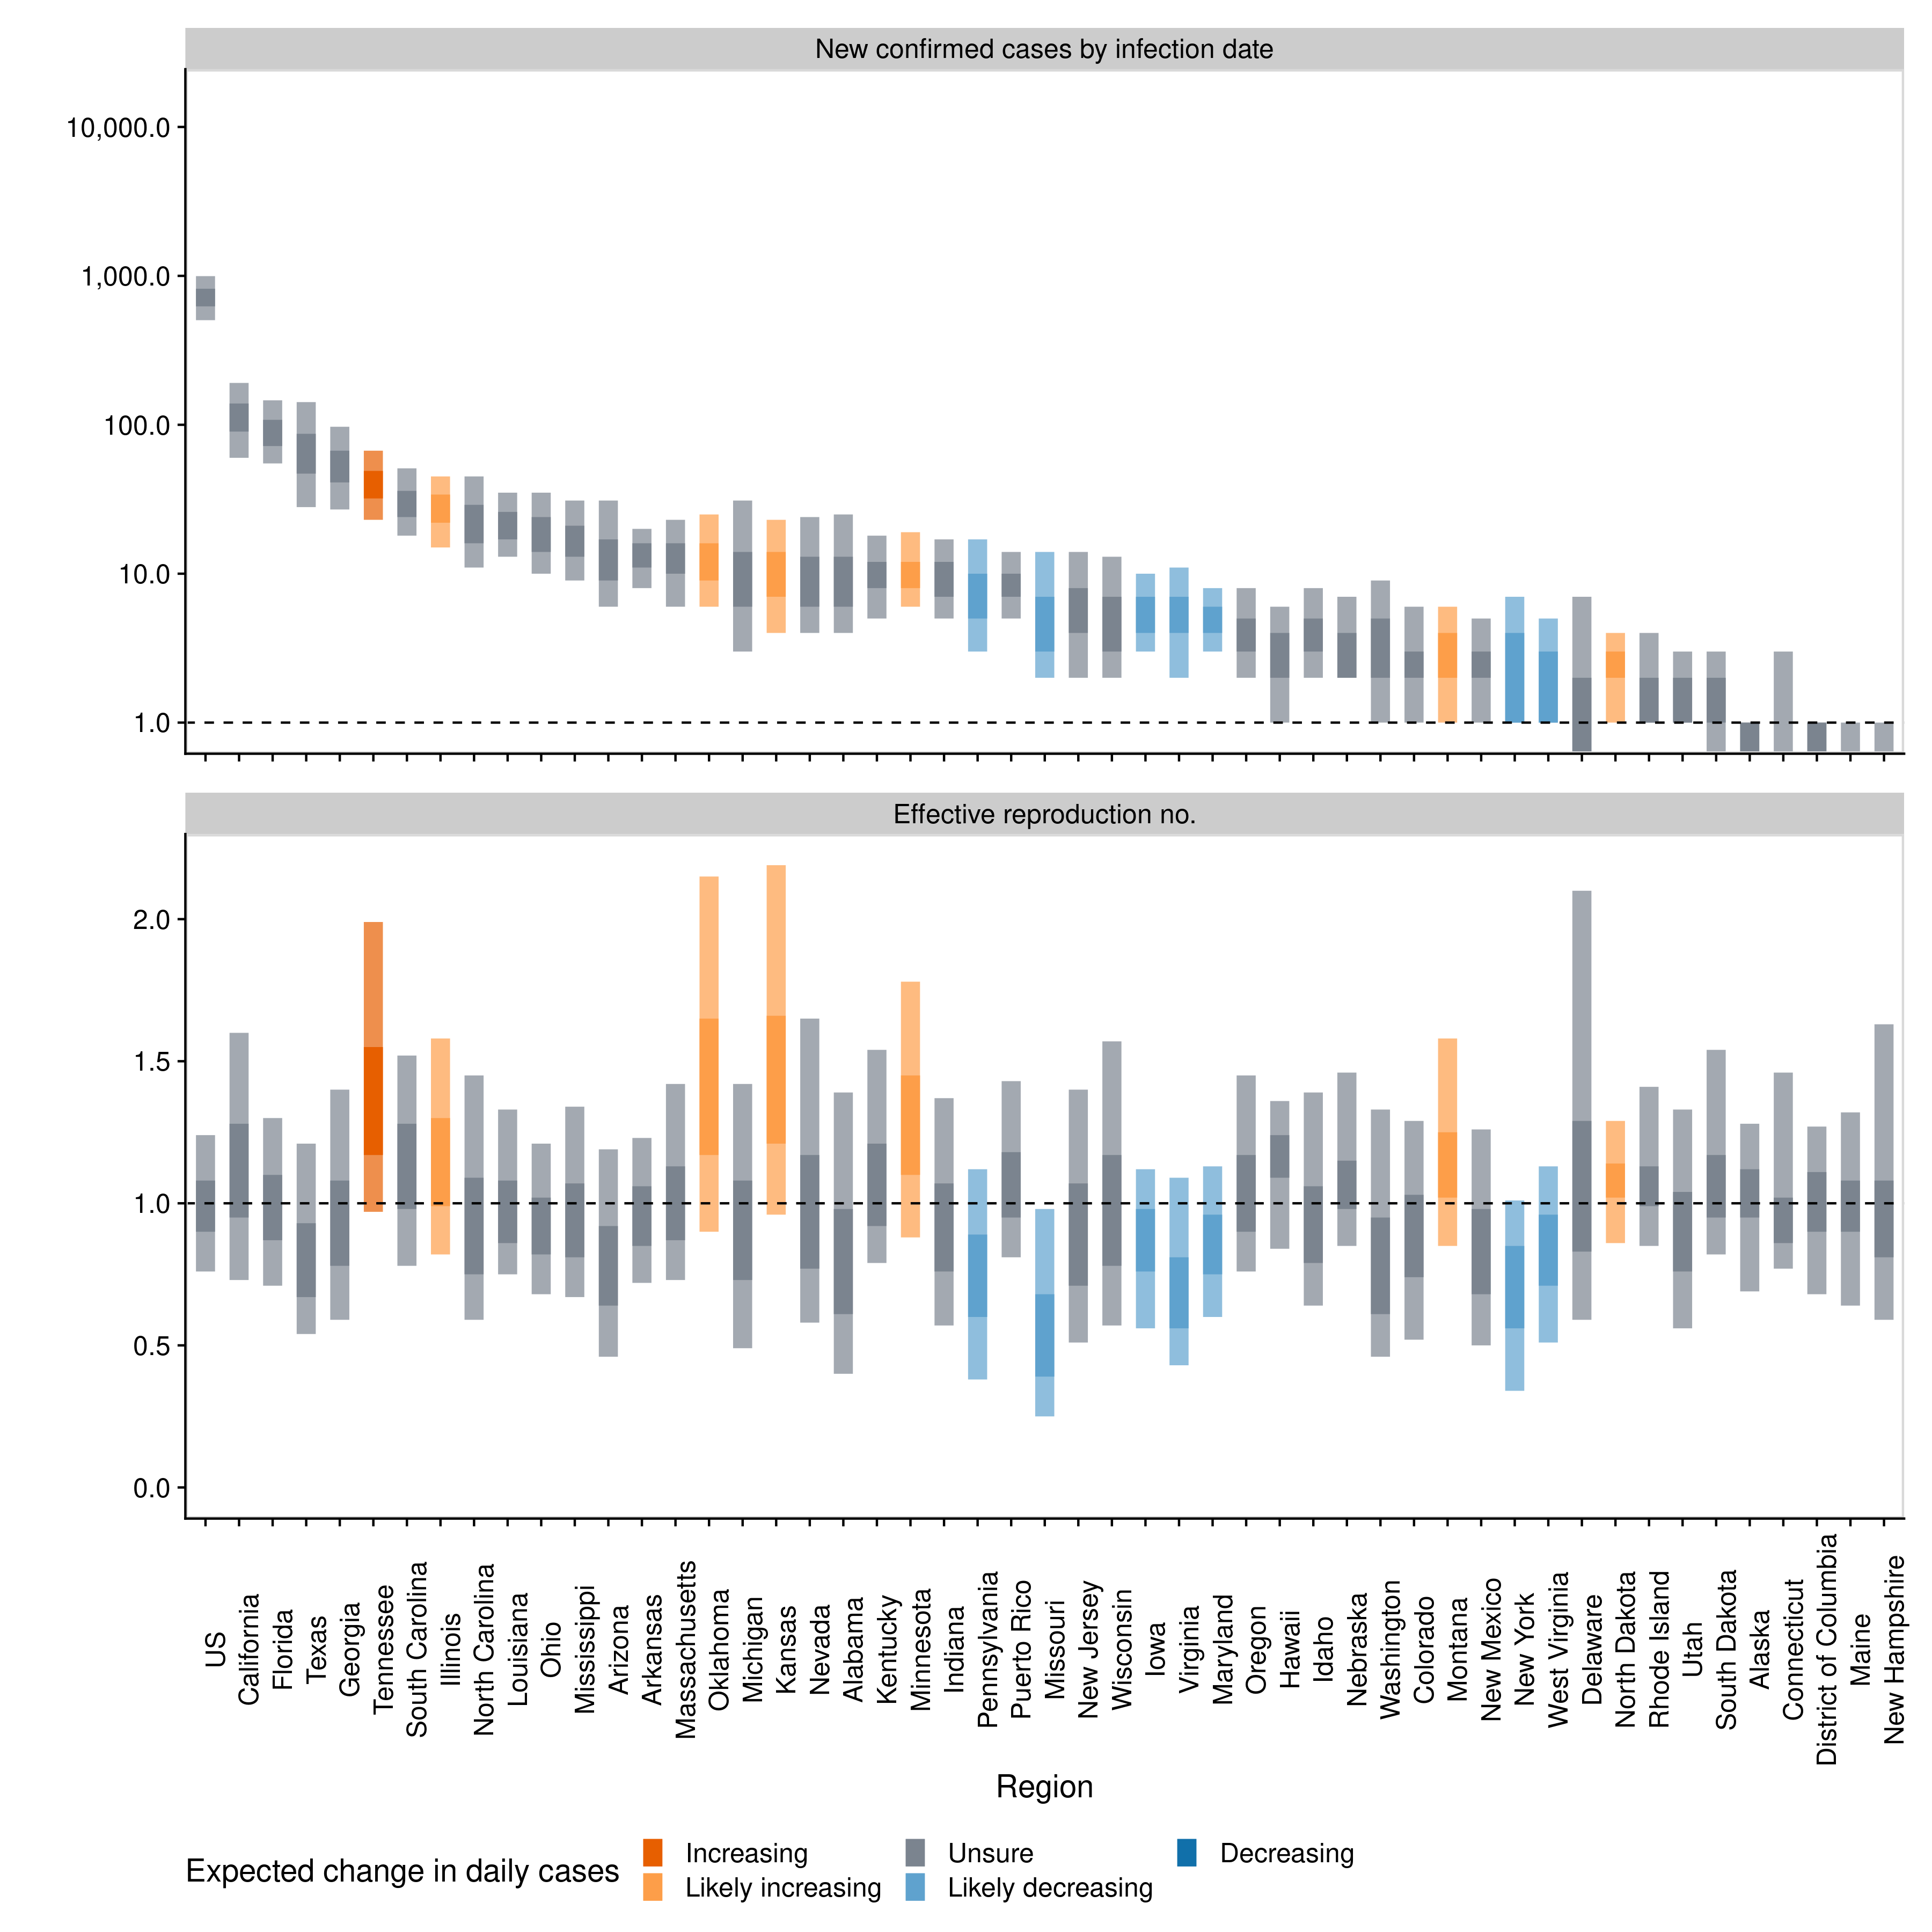 New confirmed cases by infection date
10,000.0
1,000.0
100.0
10.0
1.0
Effective reproduction no.
2.0
1.5
1.0
0.5
0.0
US
California
Florida
Texas
Georgia
Tennessee
South Carolina
Illinois
North Carolina
Louisiana
Ohio
Mississippi
Arizona
Arkansas
Massachusetts
Oklahoma
Michigan
Kansas
Nevada
Alabama
Kentucky
Minnesota
Indiana
Pennsylvania
Puerto Rico
Missouri
New Jersey
Wisconsin
Iowa
Virginia
Maryland
Oregon
Hawaii
Idaho
Nebraska
Washington
Colorado
Montana
New Mexico
New York
West Virginia
Delaware
North Dakota
Rhode Island
Utah
South Dakota
Alaska
Connecticut
District of Columbia
Maine
New Hampshire
Region
Expected change in daily cases
Increasing
Likely increasing
Unsure
Likely decreasing
Decreasing